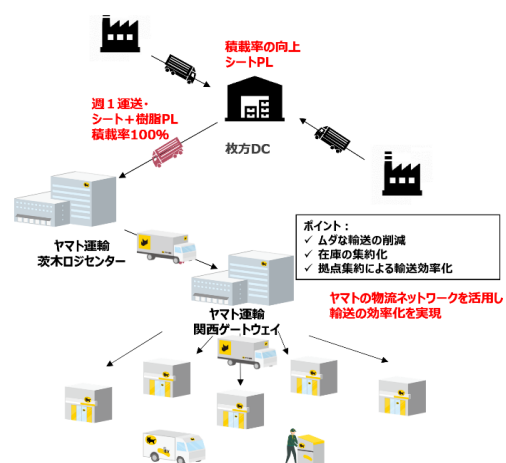 積載率の向上
シートPL
週1運送・
シート+樹脂PL
積載率100%
枚方DC
ヤマト運輸
茨木ロジセンター
ポイント：
✓ ムダな輸送の削減
✓ 在庫の集約化
✓ 拠点集約による輸送効率化
ヤマトの物流ネットワークを活用し
輸送の効率化を実現
ヤマト運輸
関西ゲートウェイ